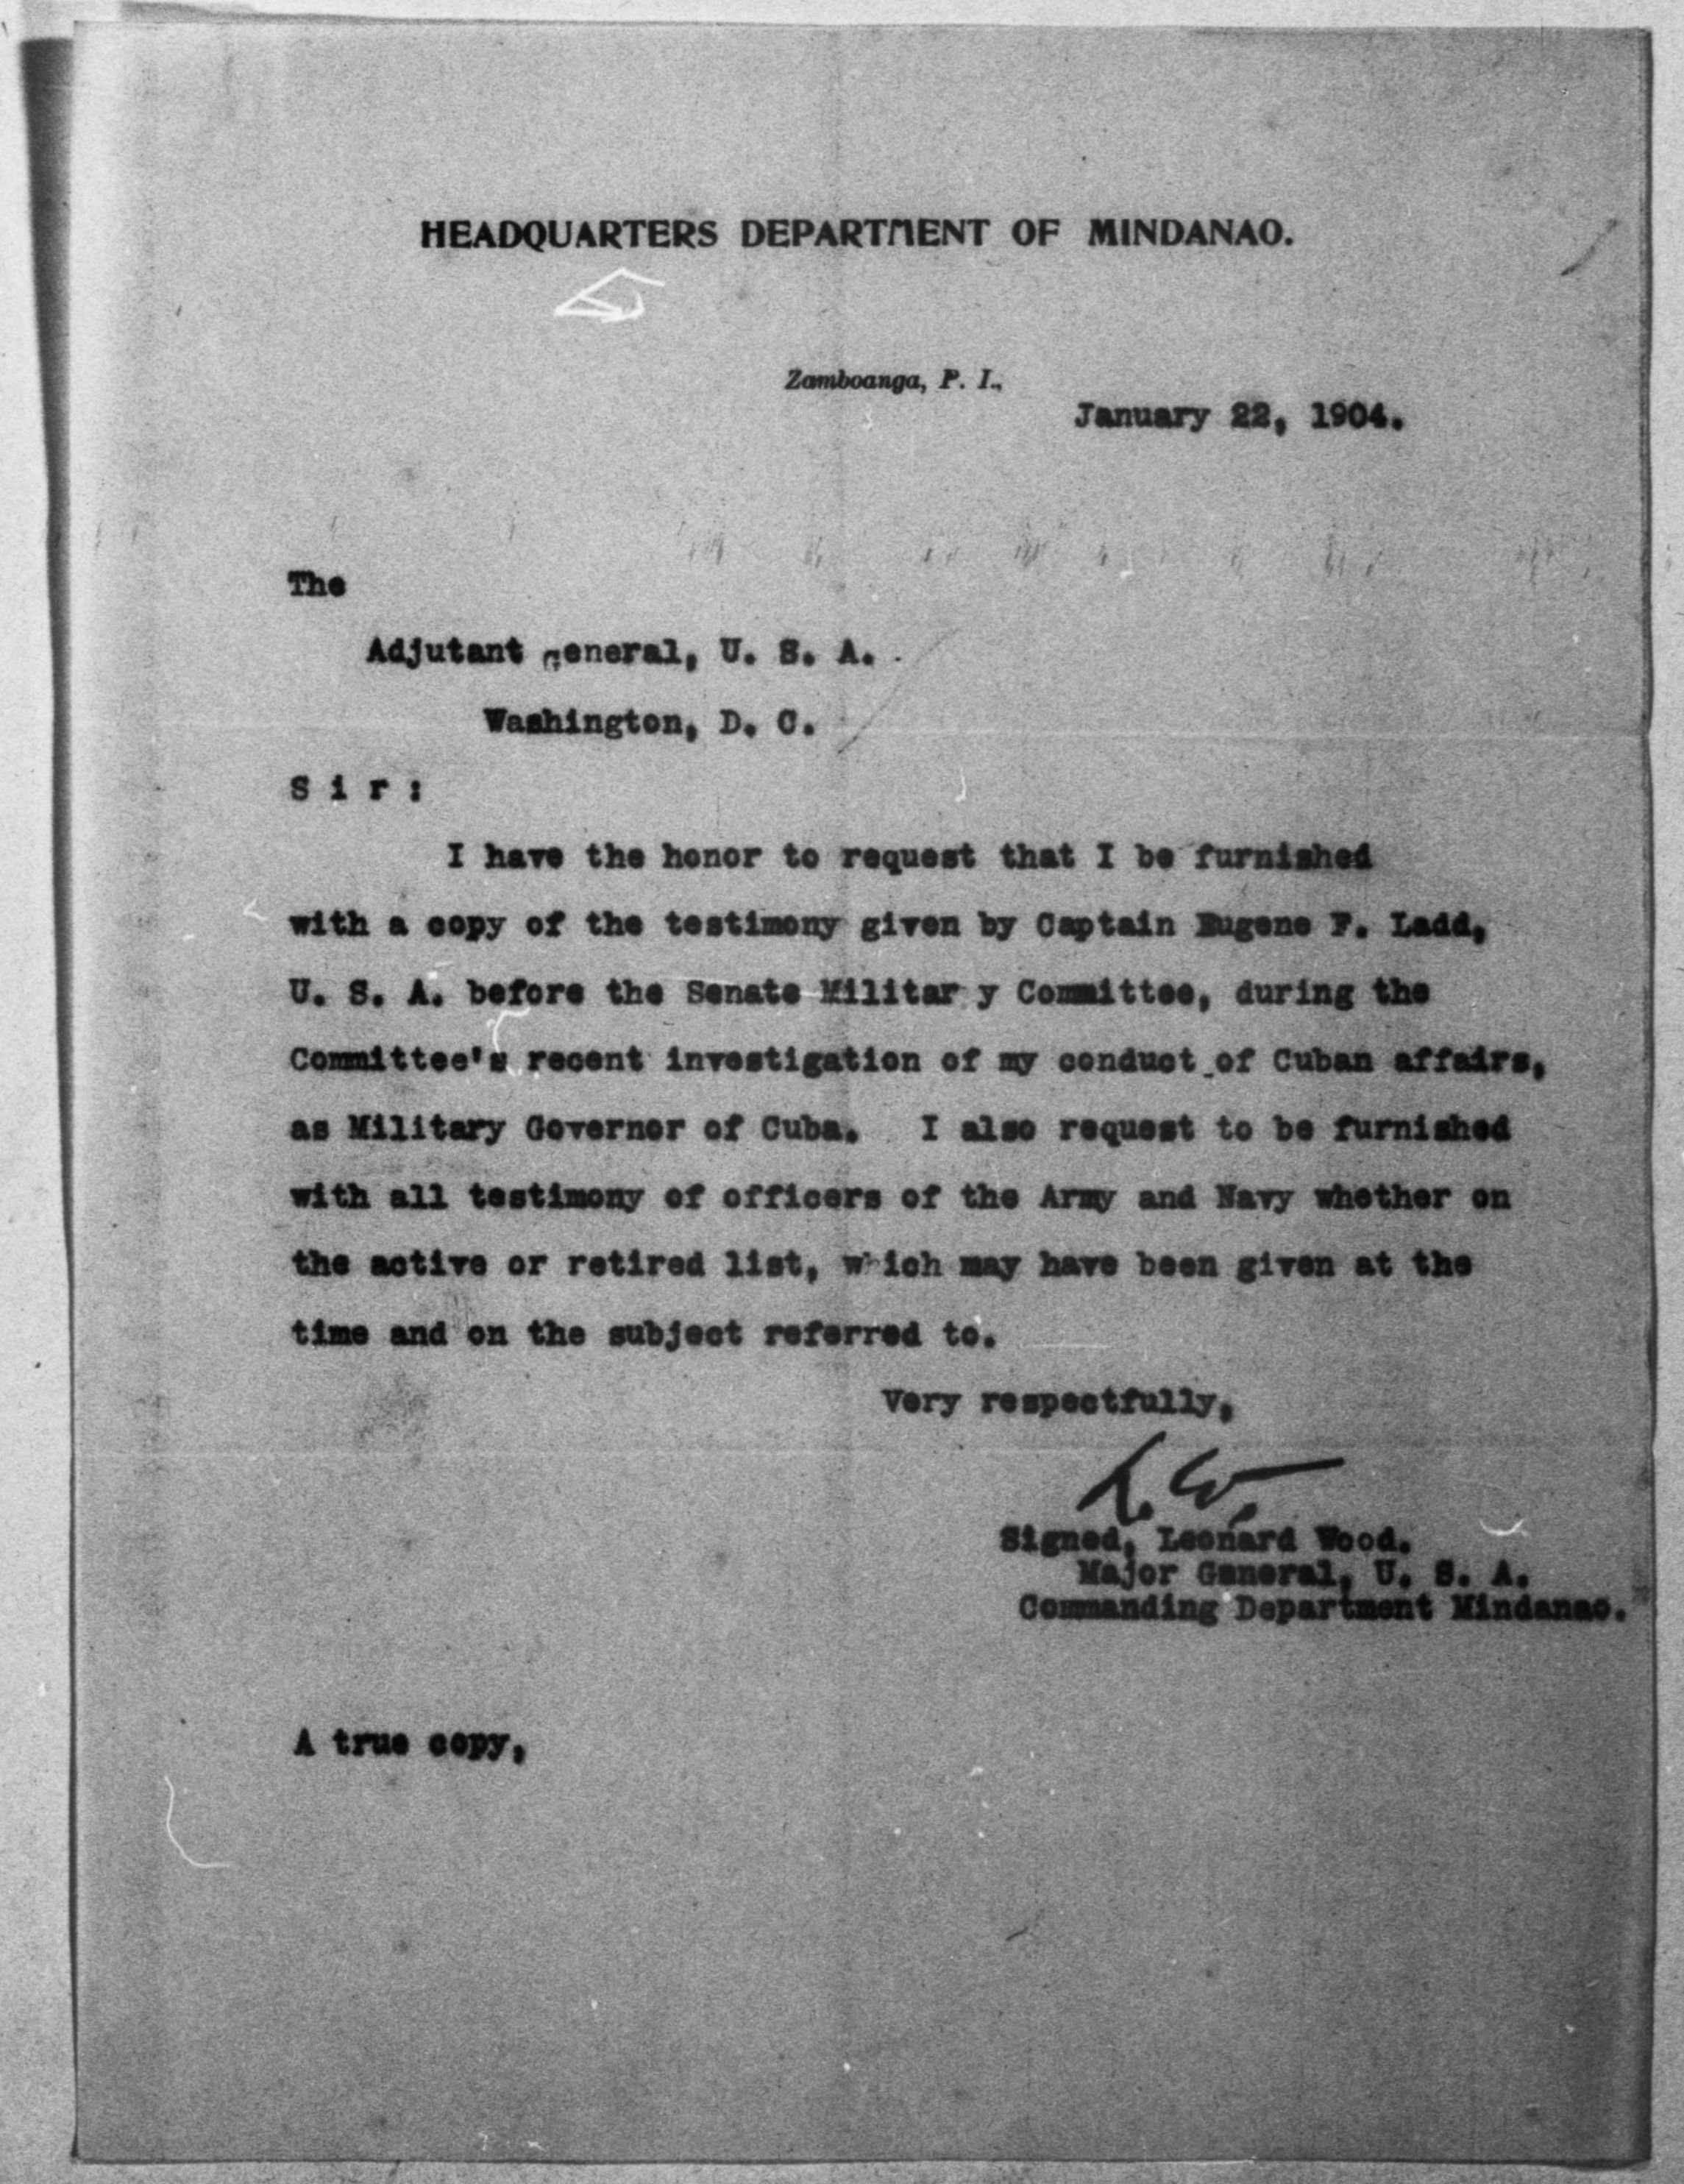 HEADQUARTERS DEPARTMENT OF MINDANAO.
Zamboanga, P. I.,
January 22, 1904.
The
Adjutant General, U. S. A.
Washington, D. C.
S i r :
I have the honor to request that I be furnished
with a copy of the testimony given by Captain Eugene F. Ladd,
U. S. A. before the Senate Militar y Committee, during the
Committee's recent investigation of my conduct of Cuban affairs,
as Military Governor of Cuba. I also request to be furnished
with all testimony of officers of the Army and Navy whether on
the active or retired list, which may have been given at the
time and on the subject referred to.
Very respectfully,
L. W.
Signed, Leonard Wood.
Major General, U. S. A.
Commanding Department Mindanao.
A true copy,